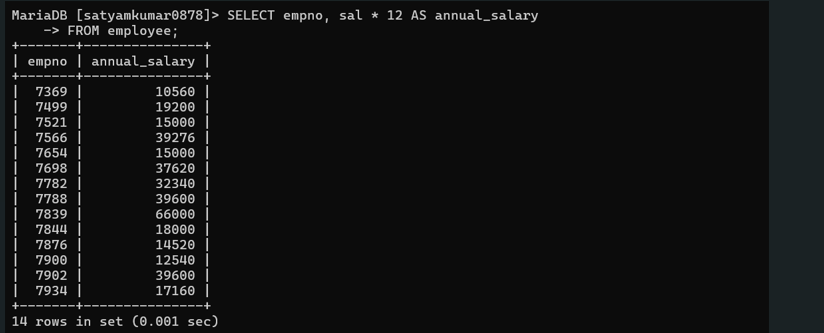 MariaDB [satyamkumar0878]> SELECT empno, sal * 12 AS annual_salary
    -> FROM employee;
+-------+---------------+
| empno | annual_salary |
+-------+---------------+
|  7369 |         10560 |
|  7499 |         19200 |
|  7521 |         15000 |
|  7566 |         39276 |
|  7654 |         15000 |
|  7698 |         37620 |
|  7782 |         32340 |
|  7788 |         39600 |
|  7839 |         66000 |
|  7844 |         18000 |
|  7876 |         14520 |
|  7900 |         12540 |
|  7902 |         39600 |
|  7934 |         17160 |
+-------+---------------+
14 rows in set (0.001 sec)